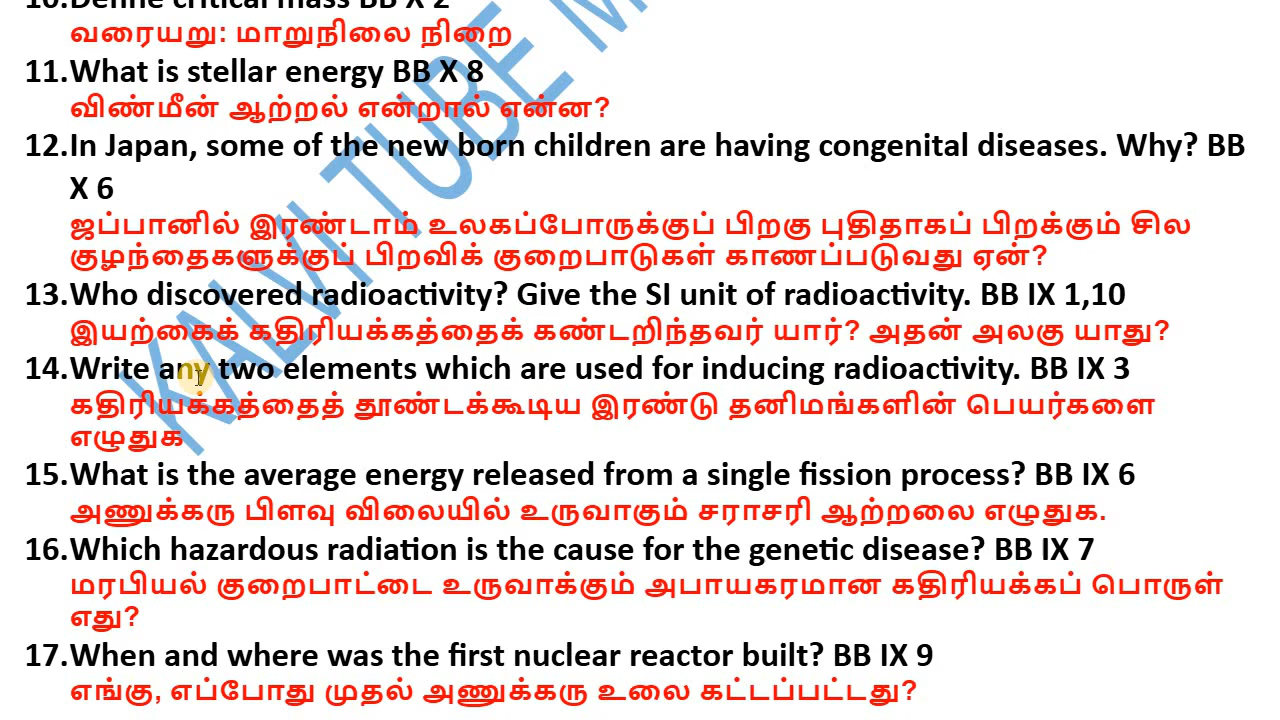 10.Define critical mass BB X 2
வரையறு: மாறுநிலை நிறை
11.What is stellar energy BB X 8
விண்மீன் ஆற்றல் என்றால் என்ன?
12.In Japan, some of the new born children are having congenital diseases. Why? BB
X 6
ஜப்பானில் இரண்டாம் உலகப்போருக்குப் பிறகு புதிதாகப் பிறக்கும் சில
குழந்தைகளுக்குப் பிறவிக் குறைபாடுகள் காணப்படுவது ஏன்?
13.Who discovered radioactivity? Give the SI unit of radioactivity. BB IX 1,10
இயற்கைக் கதிரியக்கத்தைக் கண்டறிந்தவர் யார்? அதன் அலகு யாது?
14.Write any two elements which are used for inducing radioactivity. BB IX 3
கதிரியக்கத்தைத் தூண்டக்கூடிய இரண்டு தனிமங்களின் பெயர்களை
எழுதுக
15.What is the average energy released from a single fission process? BB IX 6
அணுக்கரு பிளவு விலையில் உருவாகும் சராசரி ஆற்றலை எழுதுக.
16.Which hazardous radiation is the cause for the genetic disease? BB IX 7
மரபியல் குறைபாட்டை உருவாக்கும் அபாயகரமான கதிரியக்கப் பொருள்
எது?
17.When and where was the first nuclear reactor built? BB IX 9
எங்கு, எப்போது முதல் அணுக்கரு உலை கட்டப்பட்டது?
KALVI TUBE